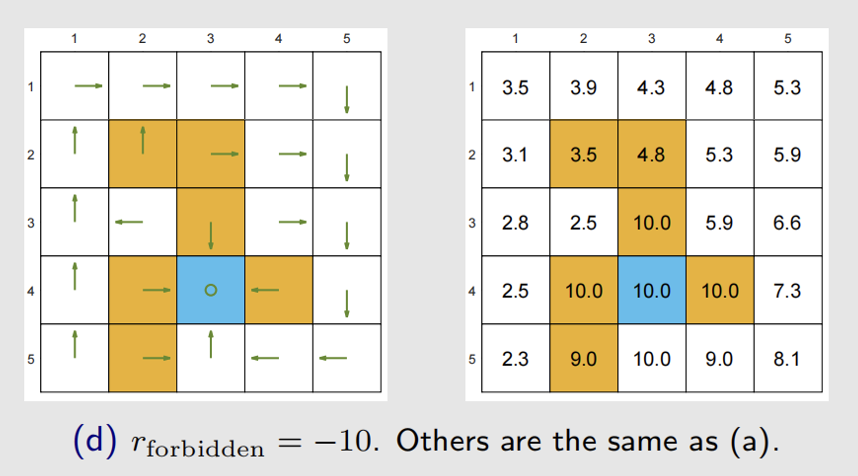 1 2 3 4 5
1
2
3
4
5
1 2 3 4 5
1 3.5 3.9 4.3 4.8 5.3
2 3.1 3.5 4.8 5.3 5.9
3 2.8 2.5 10.0 5.9 6.6
4 2.5 10.0 10.0 10.0 7.3
5 2.3 9.0 10.0 9.0 8.1
(d) r_forbidden = −10. Others are the same as (a).